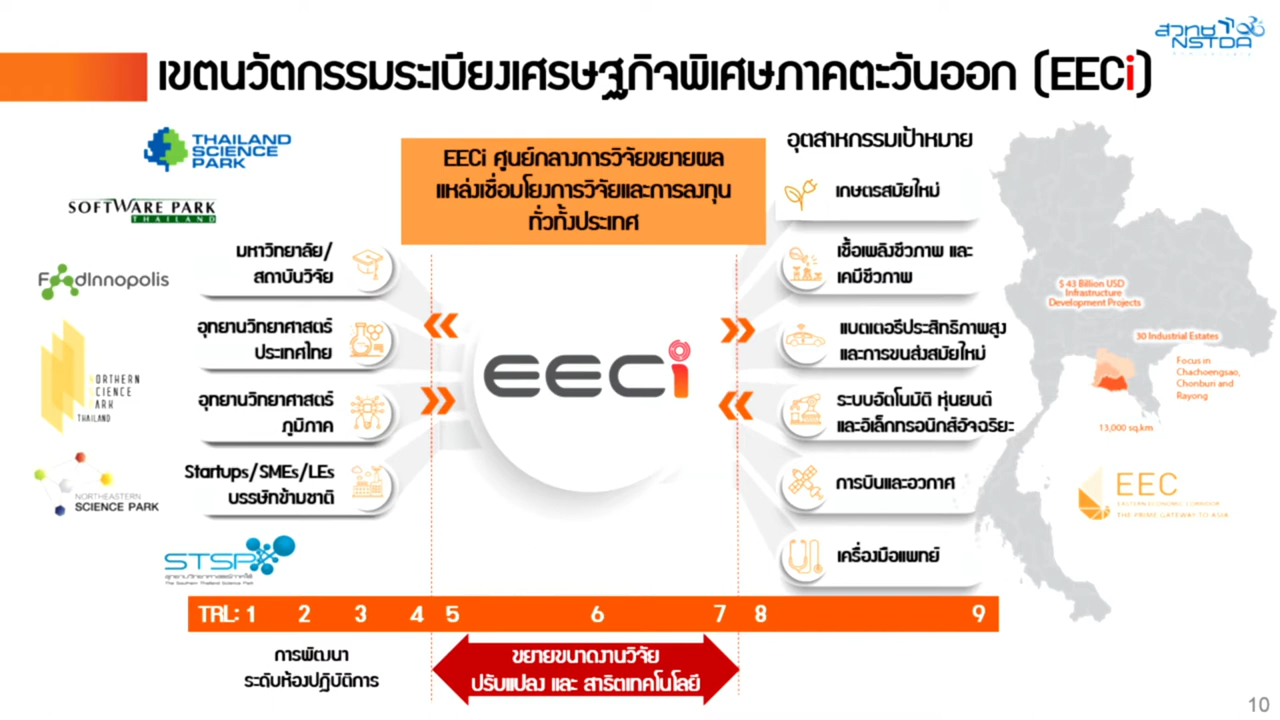 สวทช
NSTDA
เขตนวัตกรรมระเบียงเศรษฐกิจพิเศษภาคตะวันออก (EECi)
THAILAND
SCIENCE
PARK
SOFTWARE PARK
THAILAND
FoodInnopolis
NORTHERN
SCIENCE
PARK
THAILAND
NORTHEASTERN
SCIENCE PARK
STSP
อุทยานวิทยาศาสตร์ภาคใต้
The Southern Thailand Science Park
EECi ศูนย์กลางการวิจัยขยายผล
แหล่งเชื่อมโยงการวิจัยและการลงทุน
ทั่วทั้งประเทศ
มหาวิทยาลัย/
สถาบันวิจัย
อุทยานวิทยาศาสตร์
ประเทศไทย
อุทยานวิทยาศาสตร์
ภูมิภาค
Startups/SMEs/LEs
บรรษัทข้ามชาติ
EECi
อุตสาหกรรมเป้าหมาย
เกษตรสมัยใหม่
เชื้อเพลิงชีวภาพ และ
เคมีชีวภาพ
แบตเตอรีประสิทธิภาพสูง
และการขนส่งสมัยใหม่
ระบบอัตโนมัติ หุ่นยนต์
และอิเล็กทรอนิกส์อัจฉริยะ
การบินและอวกาศ
เครื่องมือแพทย์
$ 43 Billion USD
Infrastructure
Development Projects
30 Industrial Estates
Focus in
Chachoengsao,
Chonburi and
Rayong
13,000 sq.km
EEC
EASTERN ECONOMIC CORRIDOR
THE PRIME GATEWAY TO ASIA
TRL: 1 2 3 4 5 6 7 8 9
การพัฒนา
ระดับห้องปฏิบัติการ
ขยายขนาดงานวิจัย
ปรับแปลง และ สาธิตเทคโนโลยี
10